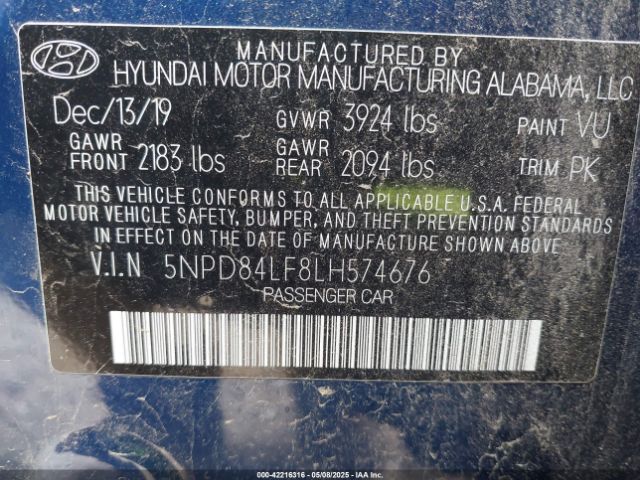 MANUFACTURED BY
HYUNDAI MOTOR MANUFACTURING ALABAMA, LLC
Dec/13/19 GVWR 3924 lbs PAINT VU
GAWR FRONT 2183 lbs GAWR REAR 2094 lbs TRIM PK
THIS VEHICLE CONFORMS TO ALL APPLICABLE U.S.A. FEDERAL
MOTOR VEHICLE SAFETY, BUMPER, AND THEFT PREVENTION STANDARDS
IN EFFECT ON THE DATE OF MANUFACTURE SHOWN ABOVE
V.I.N 5NPD84LF8LH574676
PASSENGER CAR
000-42216316 - 05/08/2025 - IAAI, Inc.